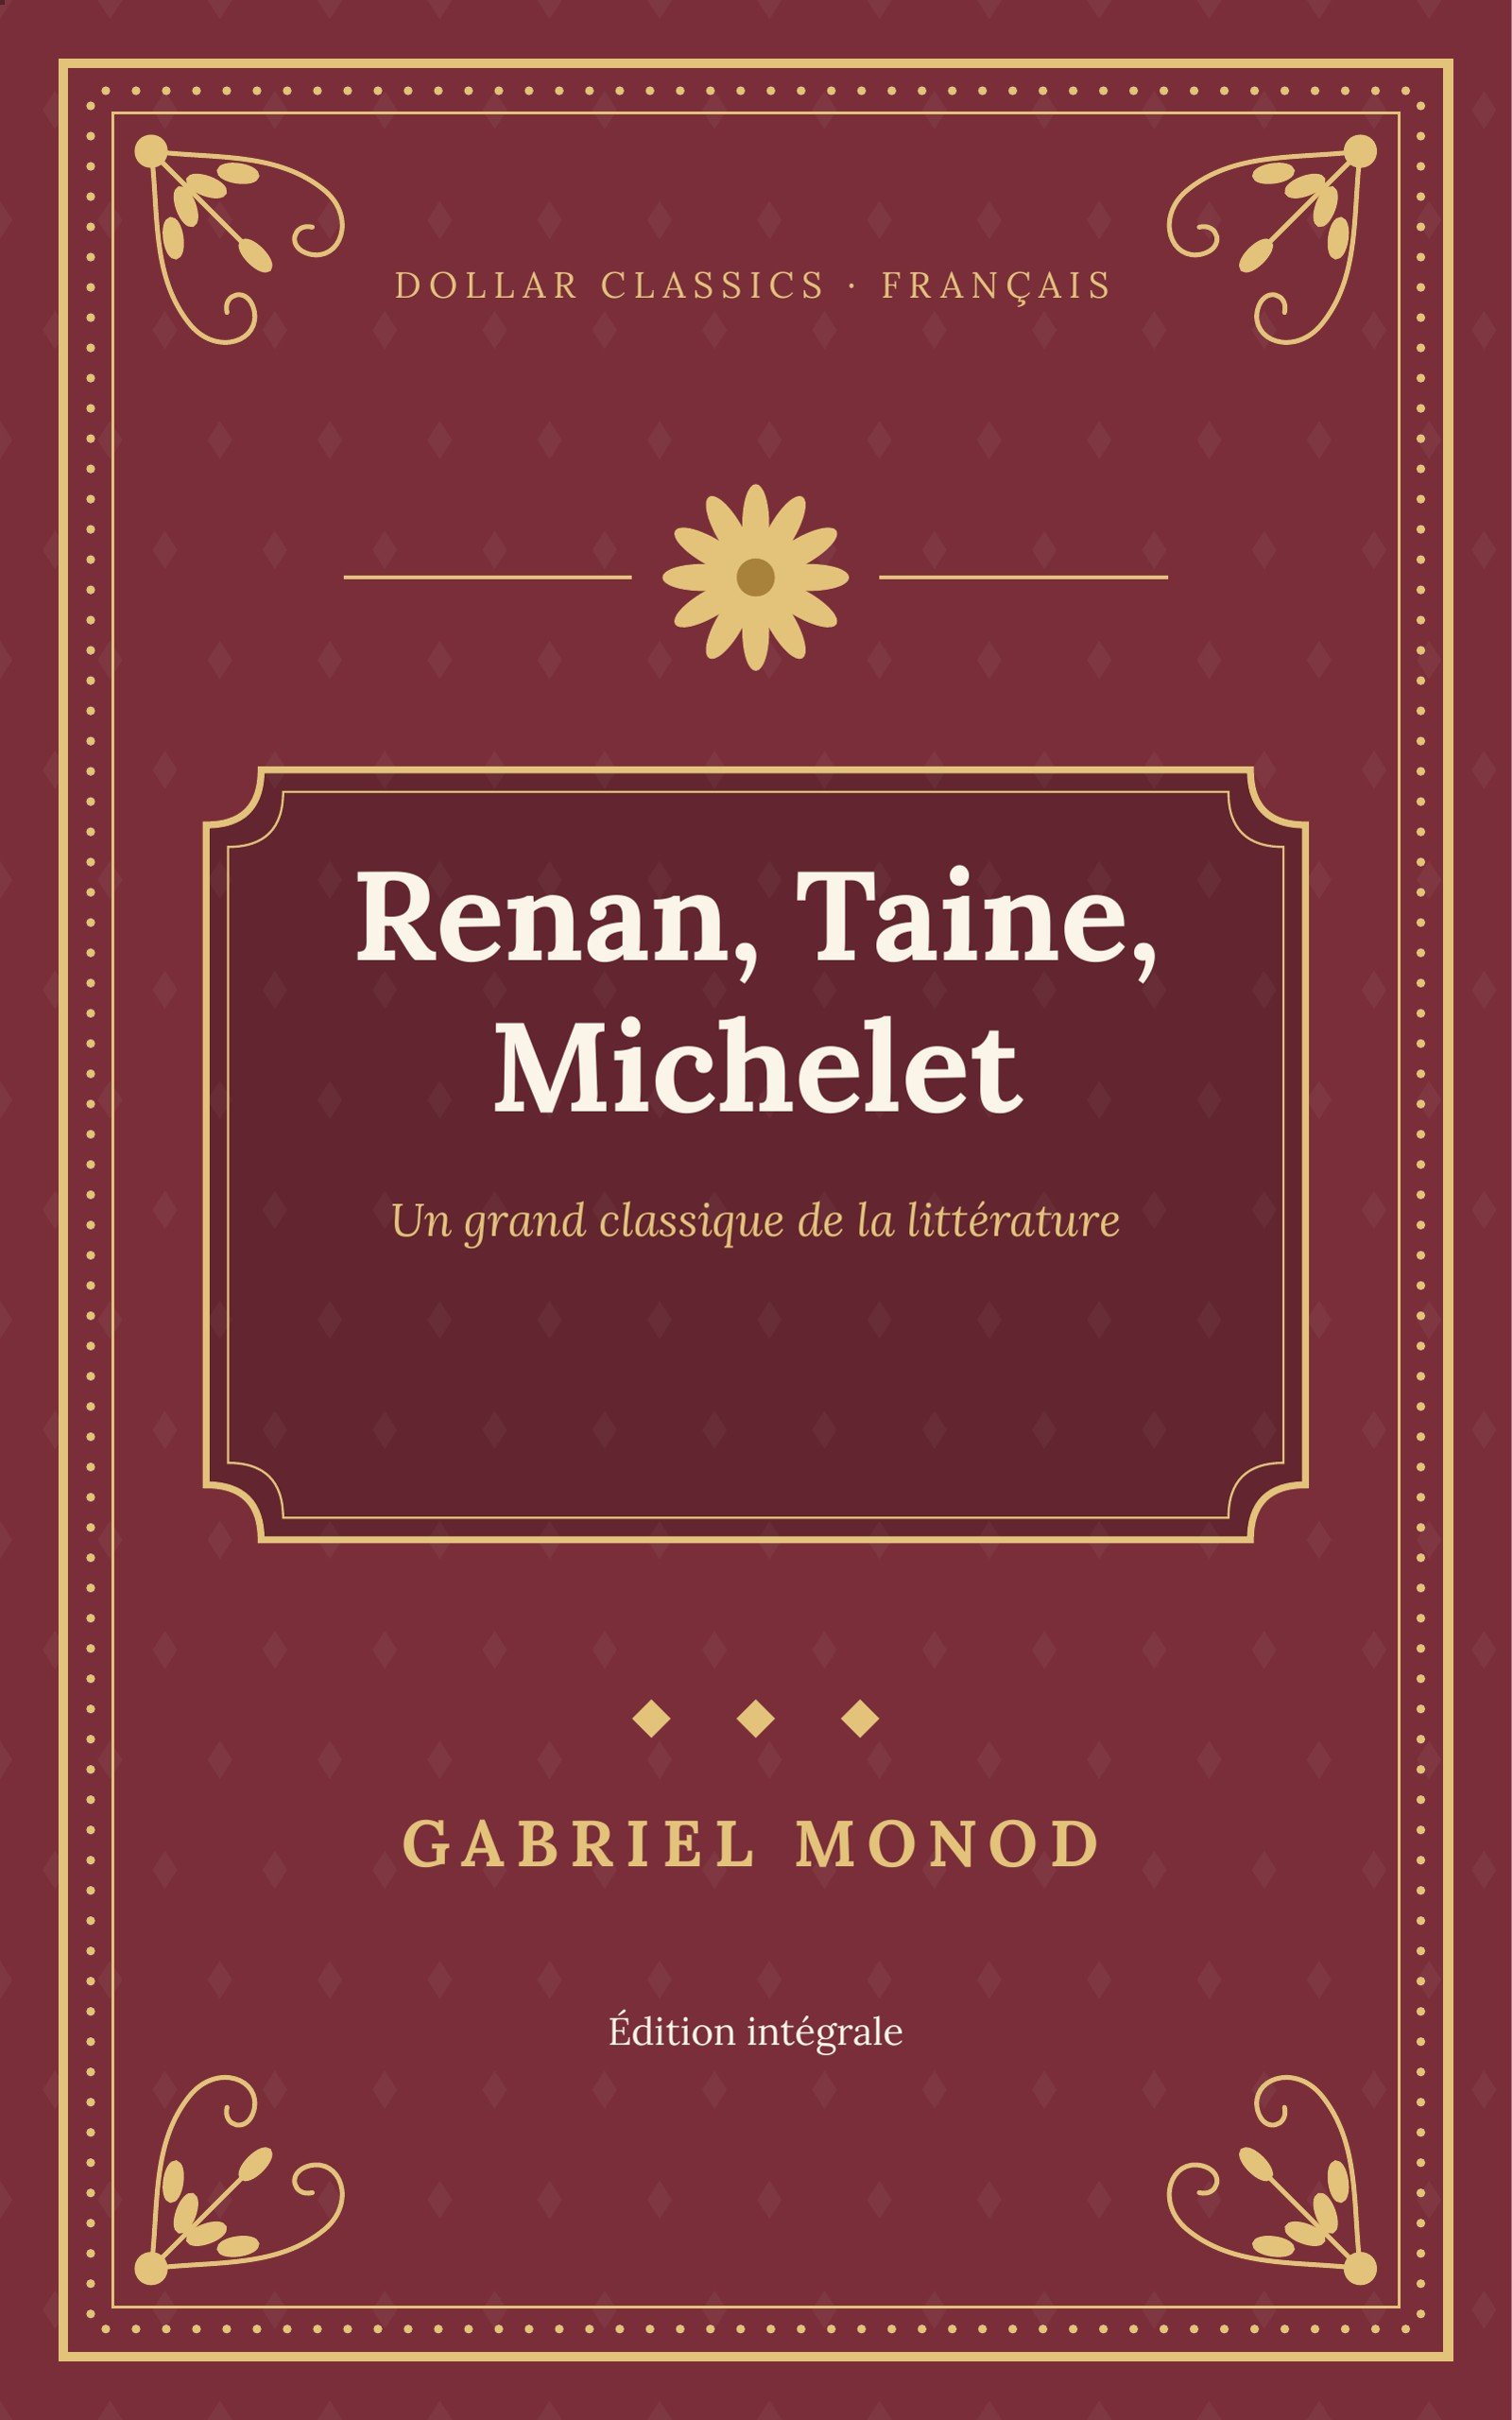 DOLLAR CLASSICS · FRANÇAIS
Renan, Taine,
Michelet
Un grand classique de la littérature
GABRIEL MONOD
Édition intégrale